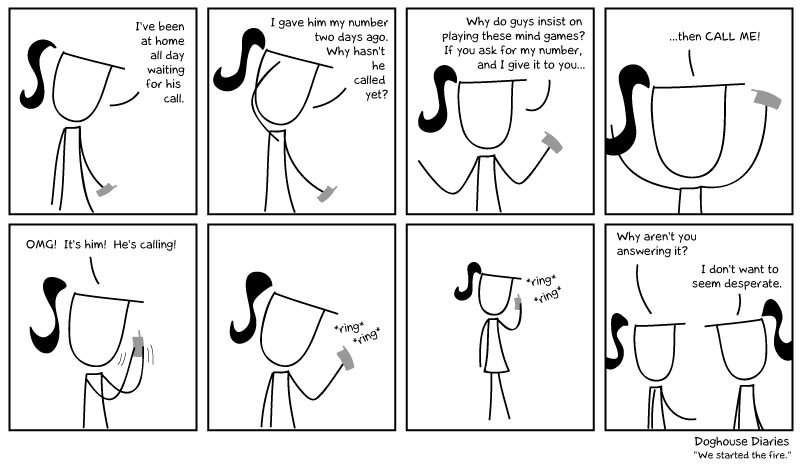 I've been
at home
all day
waiting
for his
call.
I gave him my number
two days ago.
Why hasn't
he
called
yet?
Why do guys insist on
playing these mind games?
If you ask for my number,
and I give it to you...
...then CALL ME!
OMG! It's him! He's calling!
*ring*
*ring*
*ring*
*ring*
Why aren't you
answering it?
I don't want to
seem desperate.
Doghouse Diaries
"We started the fire."